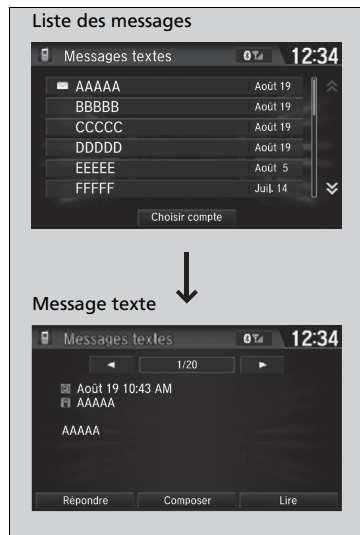 Liste des messages
Messages textes 12:34
AAAAA Août 19
BBBBB Août 19
CCCCC Août 19
DDDDD Août 19
EEEEE Août 5
FFFFF Juil. 14
Choisir compte
Message texte
Messages textes 12:34
1/20
Août 19 10:43 AM
AAAAA
AAAAA
Répondre Composer Lire